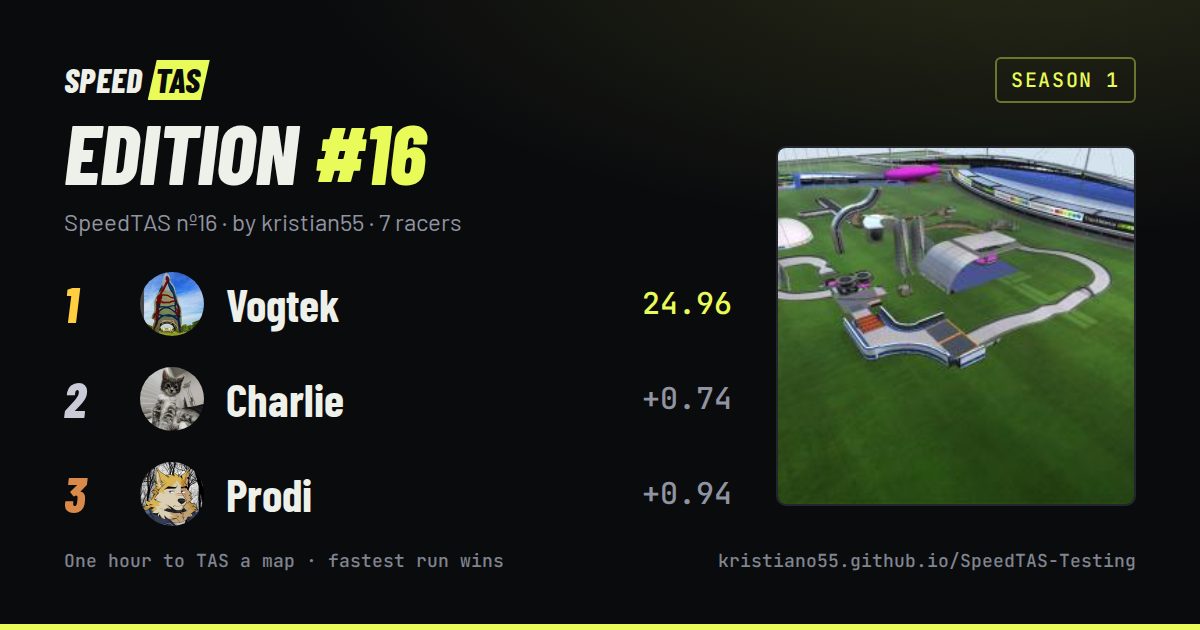 SPEED TAS
SEASON 1
EDITION #16
SpeedTAS nº16 · by kristian55 · 7 racers
1 Vogtek 24.96
2 Charlie +0.74
3 Prodi +0.94
One hour to TAS a map · fastest run wins
kristiano55.github.io/SpeedTAS-Testing